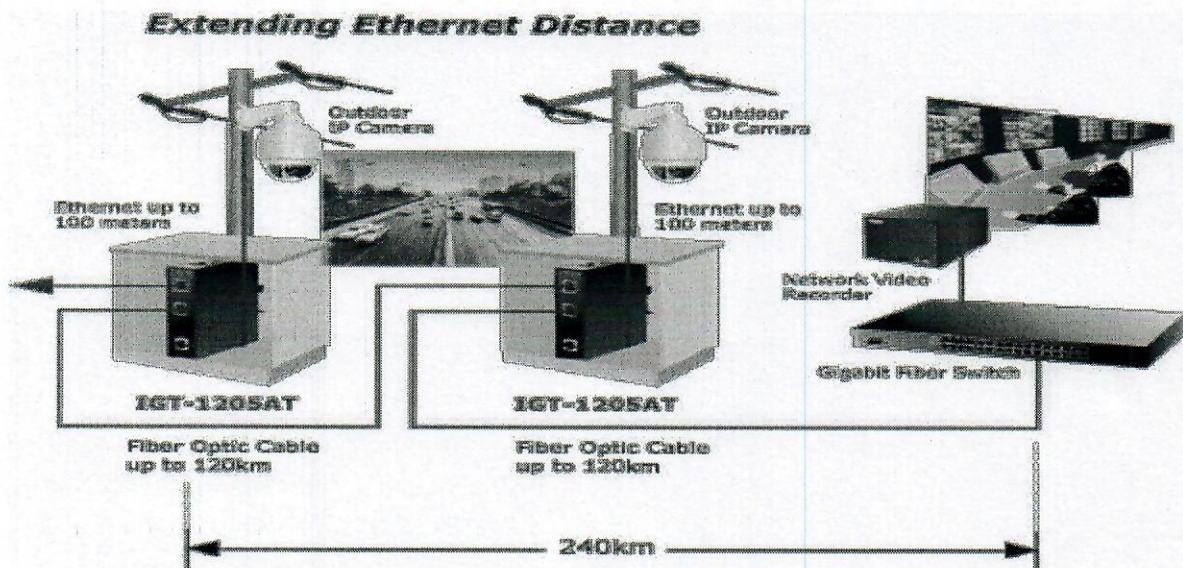 Extending Ethernet Distance
Outdoor
IP Camera
Outdoor
IP Camera
Ethernet up to
100 meters
Ethernet up to
100 meters
Network Video
Recorder
Gigabit Fiber Switch
IGT-1205AT
IGT-1205AT
Fiber Optic Cable
up to 120km
Fiber Optic Cable
up to 120km
240km